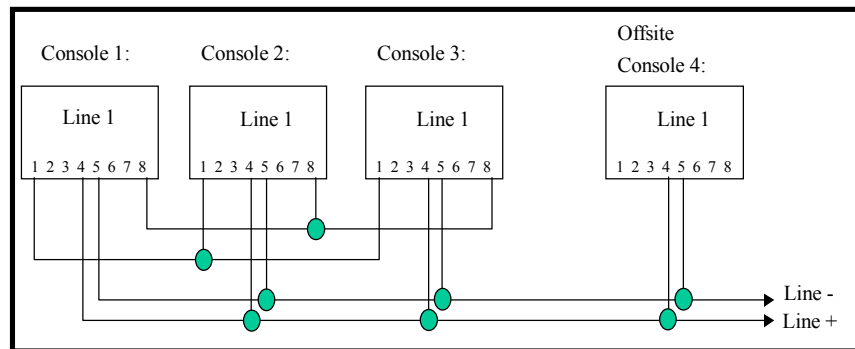 Offsite
Console 1: Console 2: Console 3: Console 4:
Line 1 Line 1 Line 1 Line 1
1 2 3 4 5 6 7 8 1 2 3 4 5 6 7 8 1 2 3 4 5 6 7 8 1 2 3 4 5 6 7 8
Line -
Line +